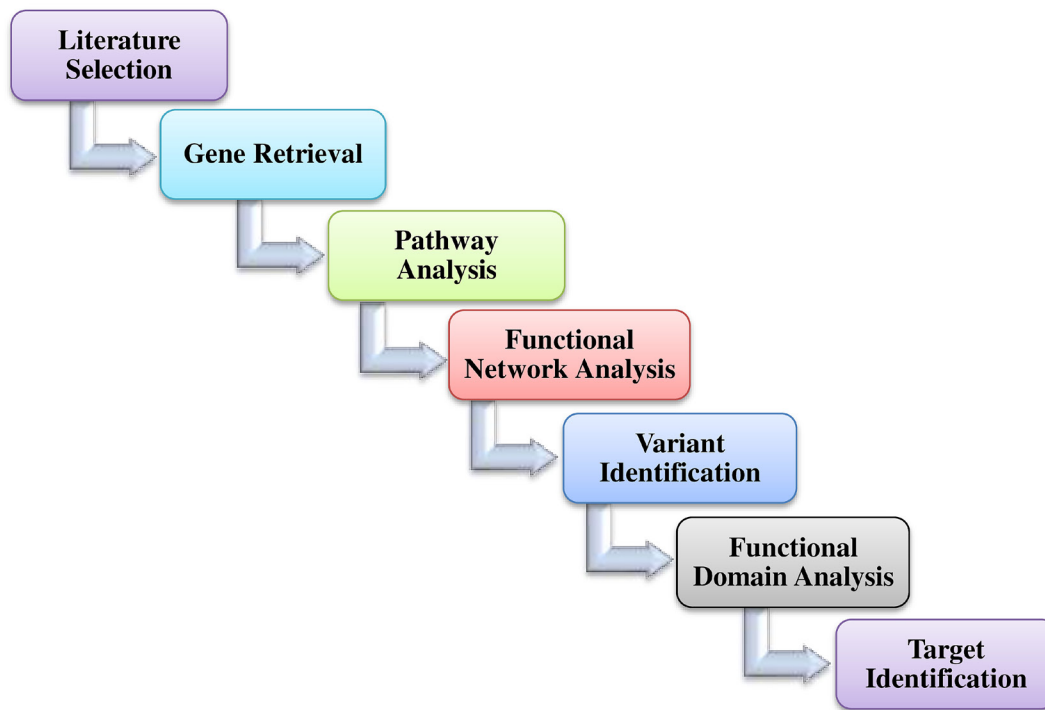 Literature
Selection
Gene Retrieval
Pathway
Analysis
Functional
Network Analysis
Variant
Identification
Functional
Domain Analysis
Target
Identification